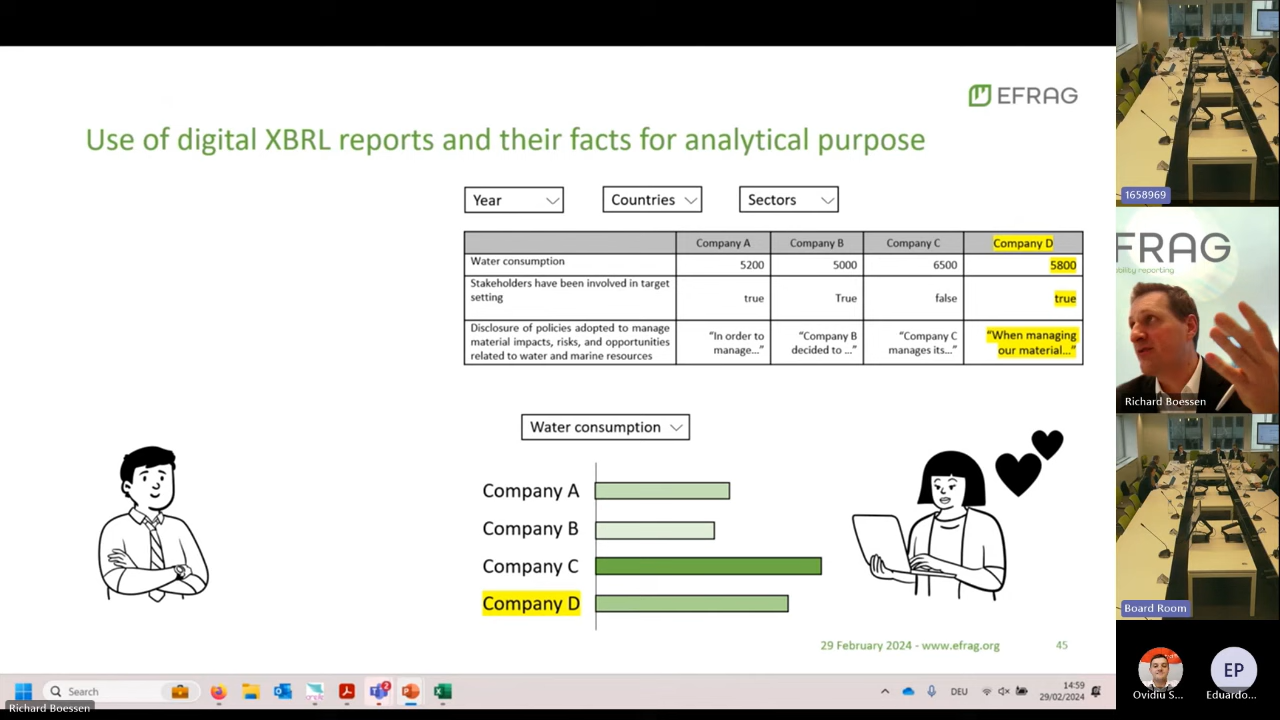 EFRAG
Use of digital XBRL reports and their facts for analytical purpose
Year
Countries
Sectors
Company A
Company B
Company C
Company D
Water consumption
5200
5000
6500
5800
Stakeholders have been involved in target
setting
true
True
false
true
Disclosure of policies adopted to manage
material impacts, risks, and opportunities
related to water and marine resources
“In order to
manage...”
“Company B
decided to ...”
“Company C
manages its...”
“When managing
our material...”
Water consumption
Company A
Company B
Company C
Company D
29 February 2024 - www.efrag.org
45
Search
2
DEU
14:59
29/02/2024
Richard Boessen
1658969
FRAG
bility reporting
Richard Boessen
Board Room
EP
Ovidiu S...
Eduardo...